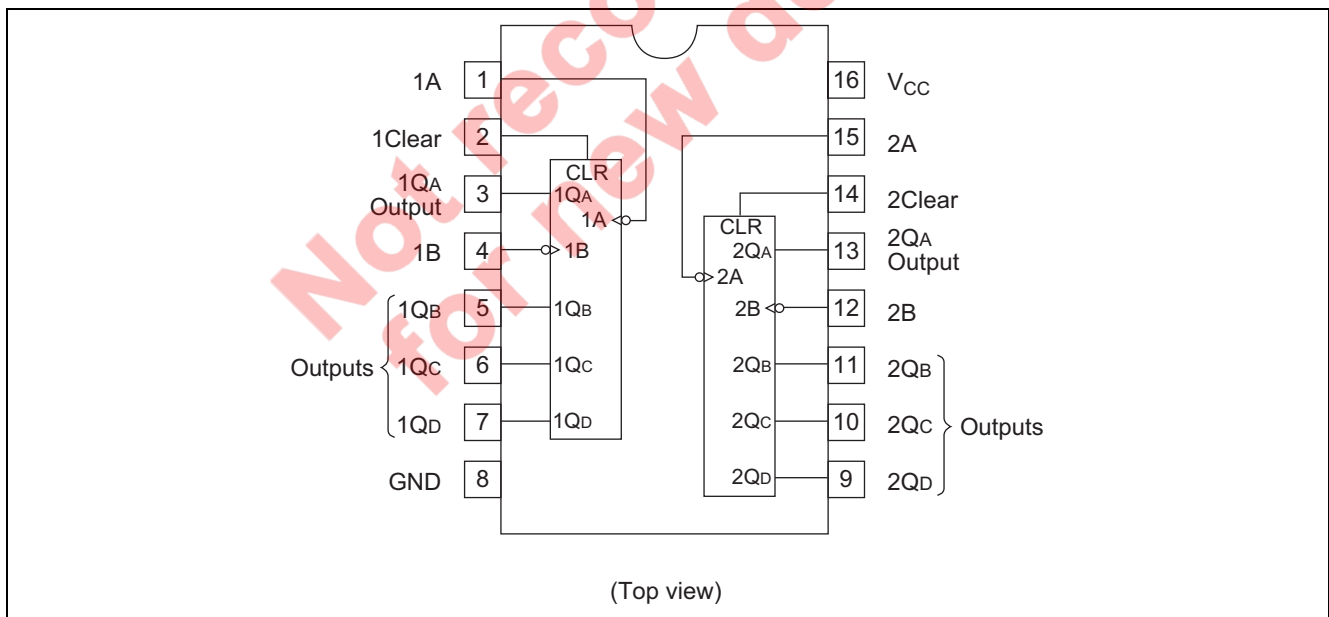 1A 1 16 VCC
1Clear 2 15 2A
1QA Output 3 14 2Clear
1B 4 13 2QA Output
1QB 5 12 2B
Outputs 1QC 6 11 2QB
1QD 7 10 2QC Outputs
GND 8 9 2QD
CLR
1QA
1A
1B
1QB
1QC
1QD
CLR
2QA
2A
2B
2QB
2QC
2QD
(Top view)
Not reco
for new de